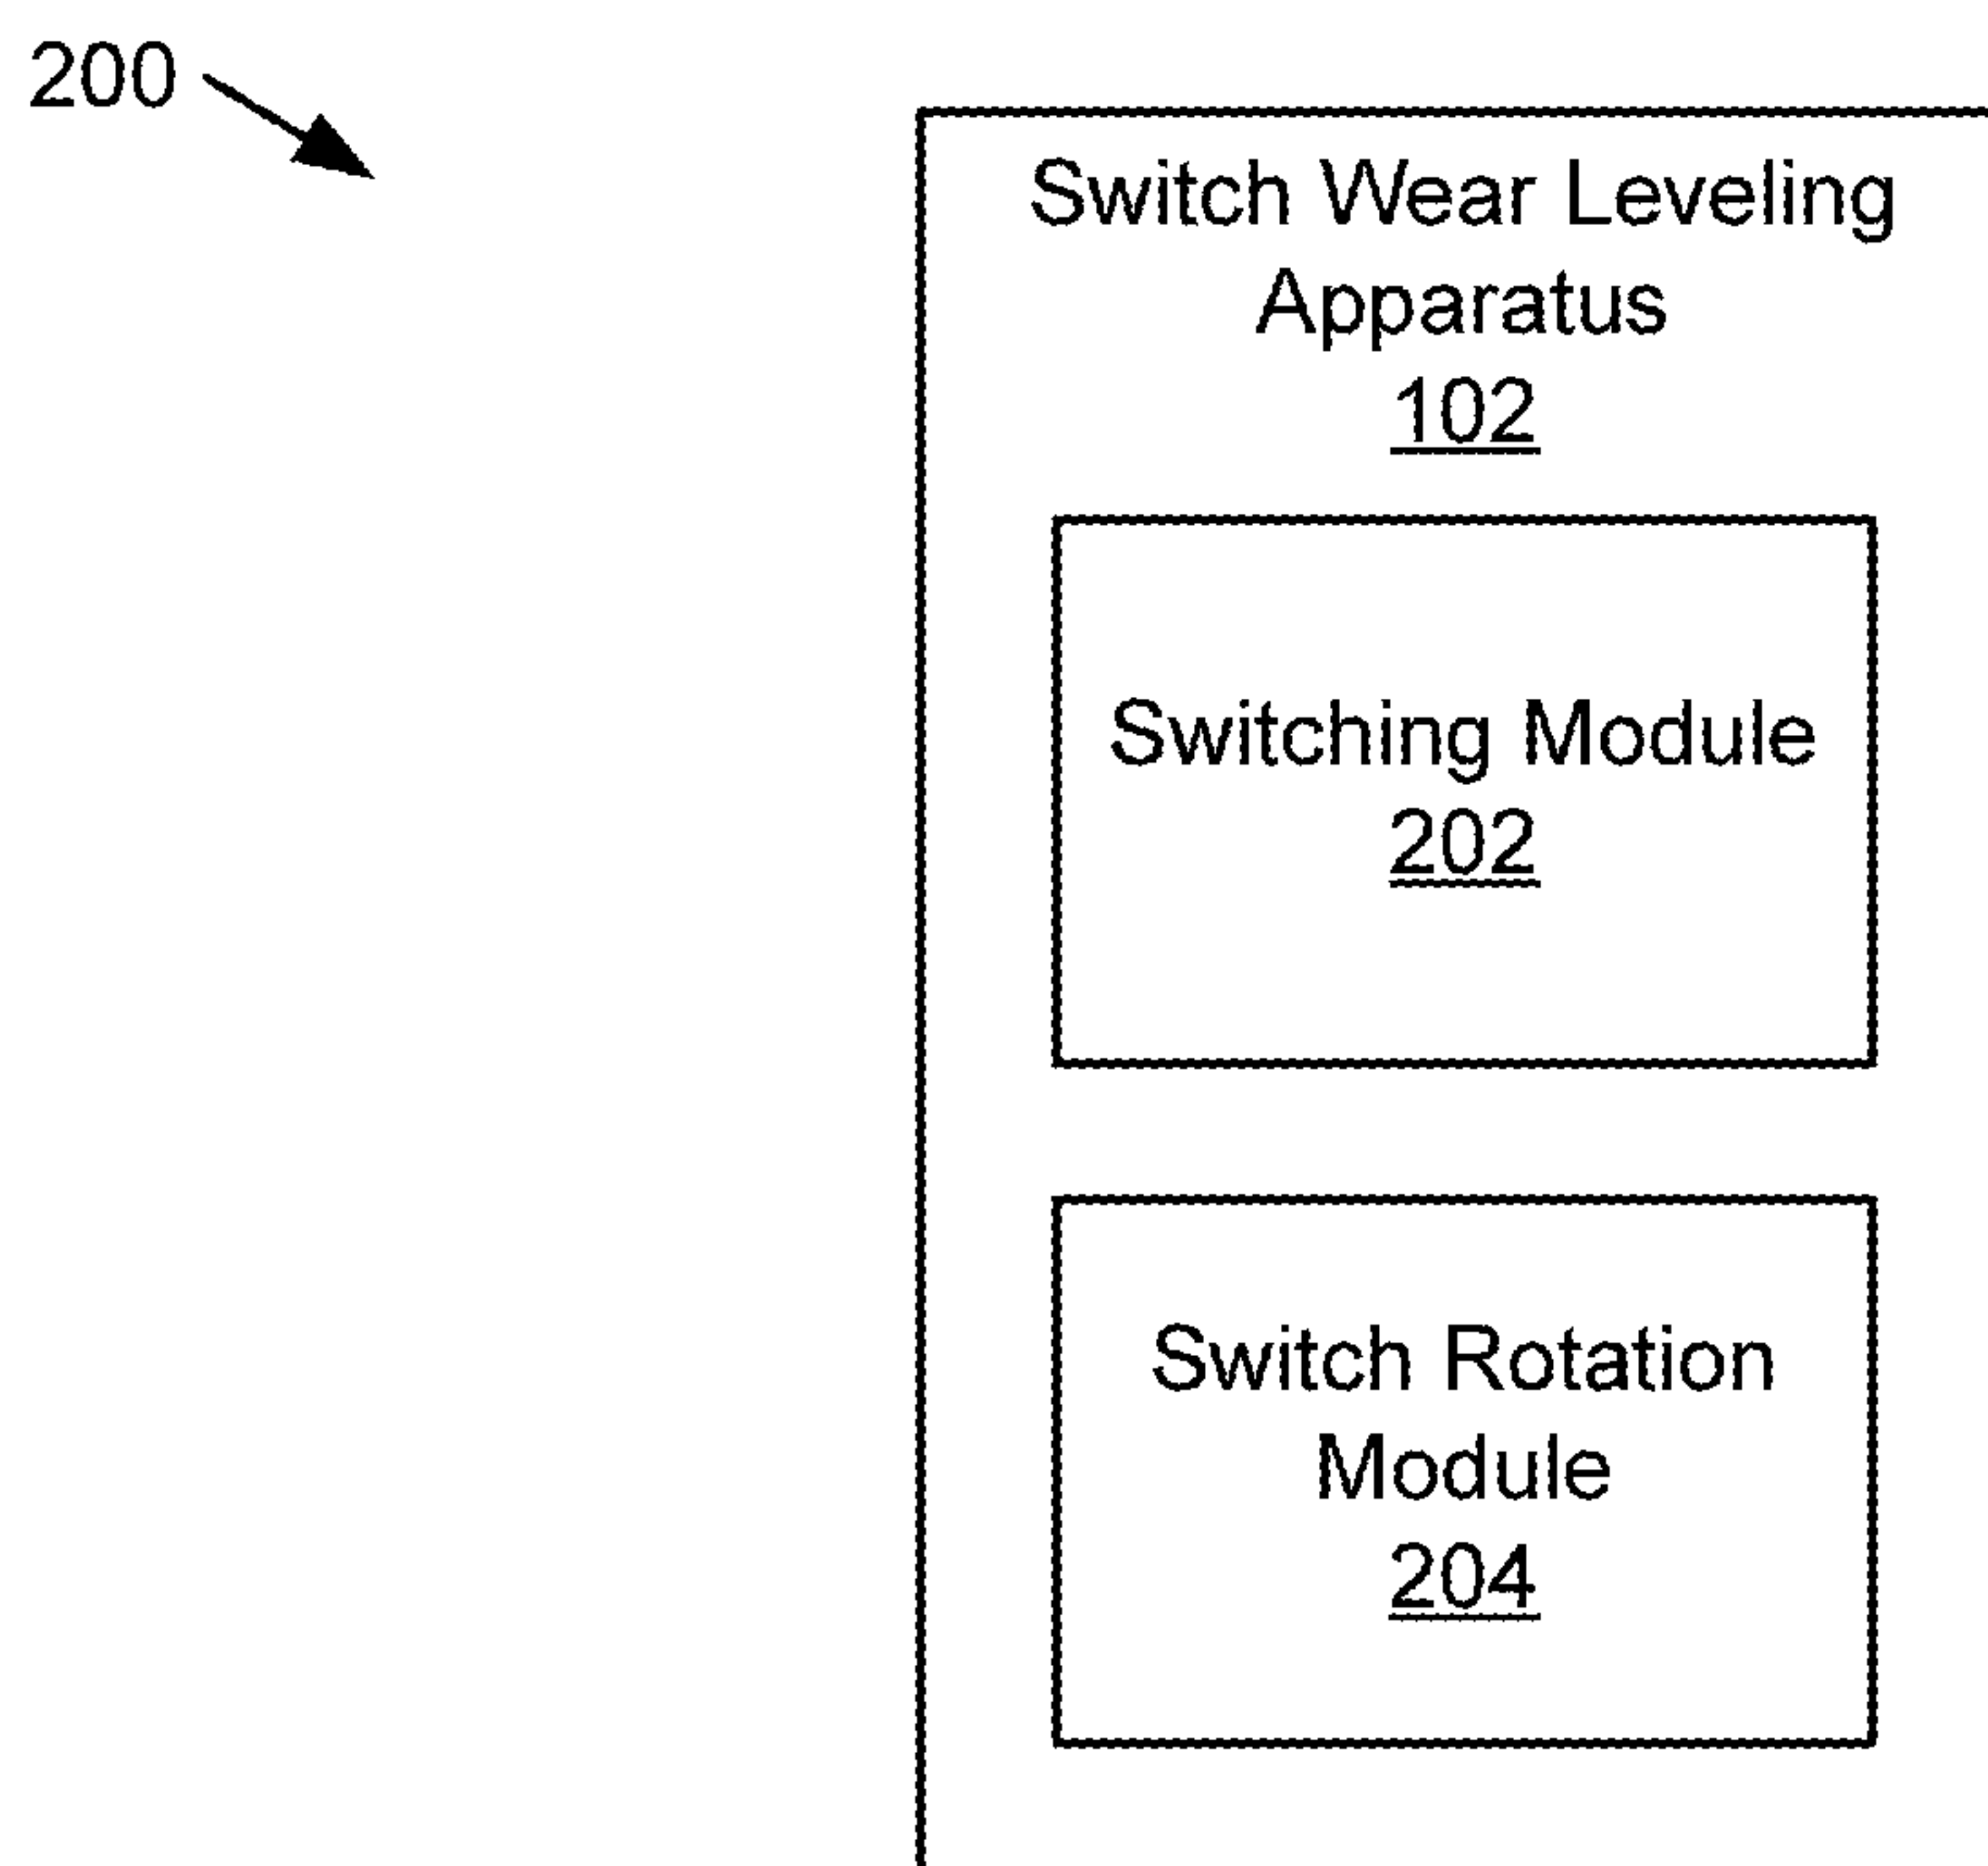 200
Switch Wear Leveling
Apparatus
102
Switching Module
202
Switch Rotation
Module
204